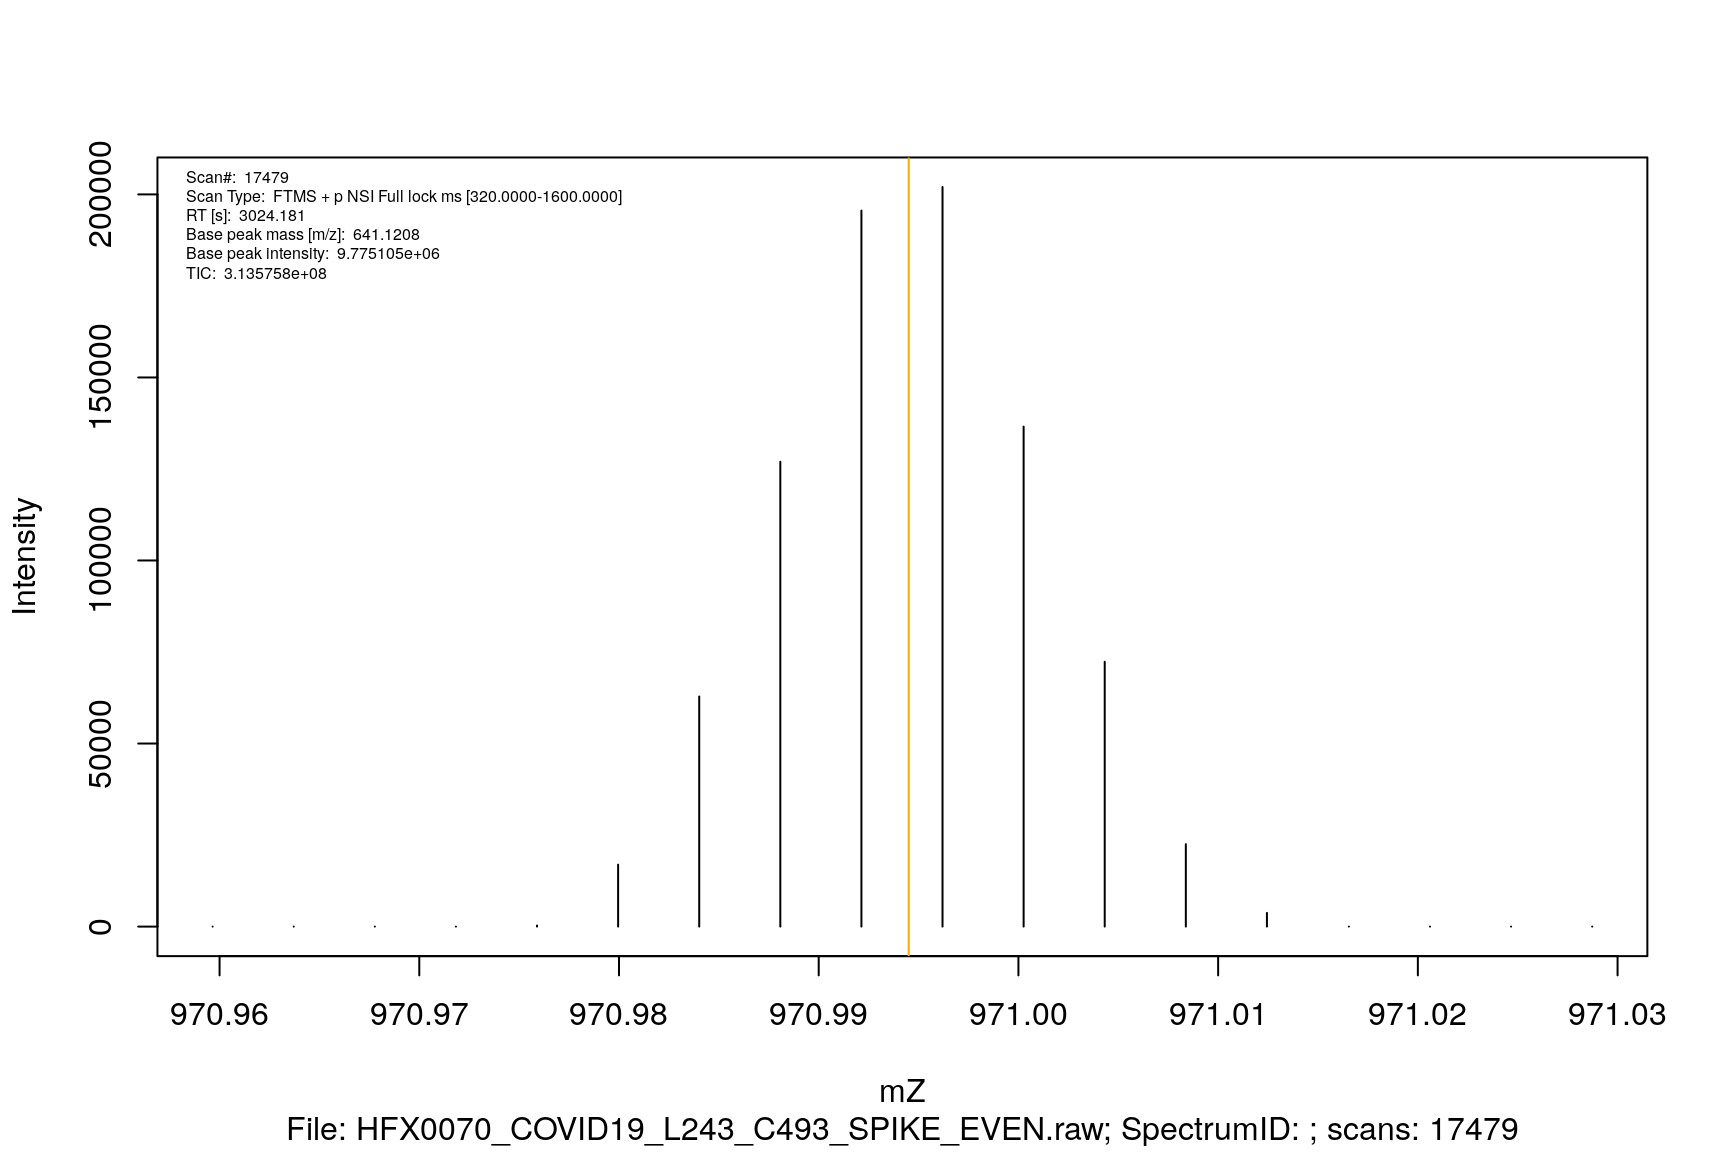 Scan#: 17479
Scan Type: FTMS + p NSI Full lock ms [320.0000-1600.0000]
RT [s]: 3024.181
Base peak mass [m/z]: 641.1208
Base peak intensity: 9.775105e+06
TIC: 3.135758e+08
200000
150000
100000
50000
0
Intensity
970.96 970.97 970.98 970.99 971.00 971.01 971.02 971.03
mZ
File: HFX0070_COVID19_L243_C493_SPIKE_EVEN.raw; SpectrumID: ; scans: 17479